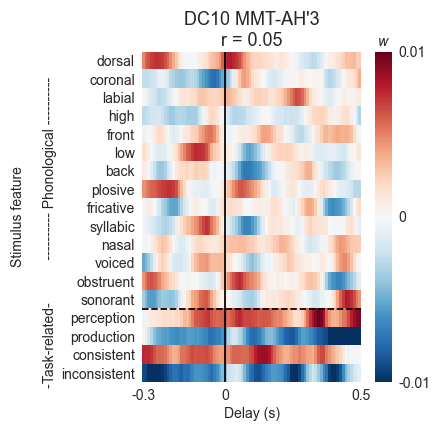 DC10 MMT-AH'3
r = 0.05
w
dorsal
coronal
labial
high
front
low
back
plosive
fricative
syllabic
nasal
voiced
obstruent
sonorant
perception
production
consistent
inconsistent
Stimulus feature
---------- Phonological ----------
-Task-related-
-0.3
0
0.5
Delay (s)
0.01
0
-0.01